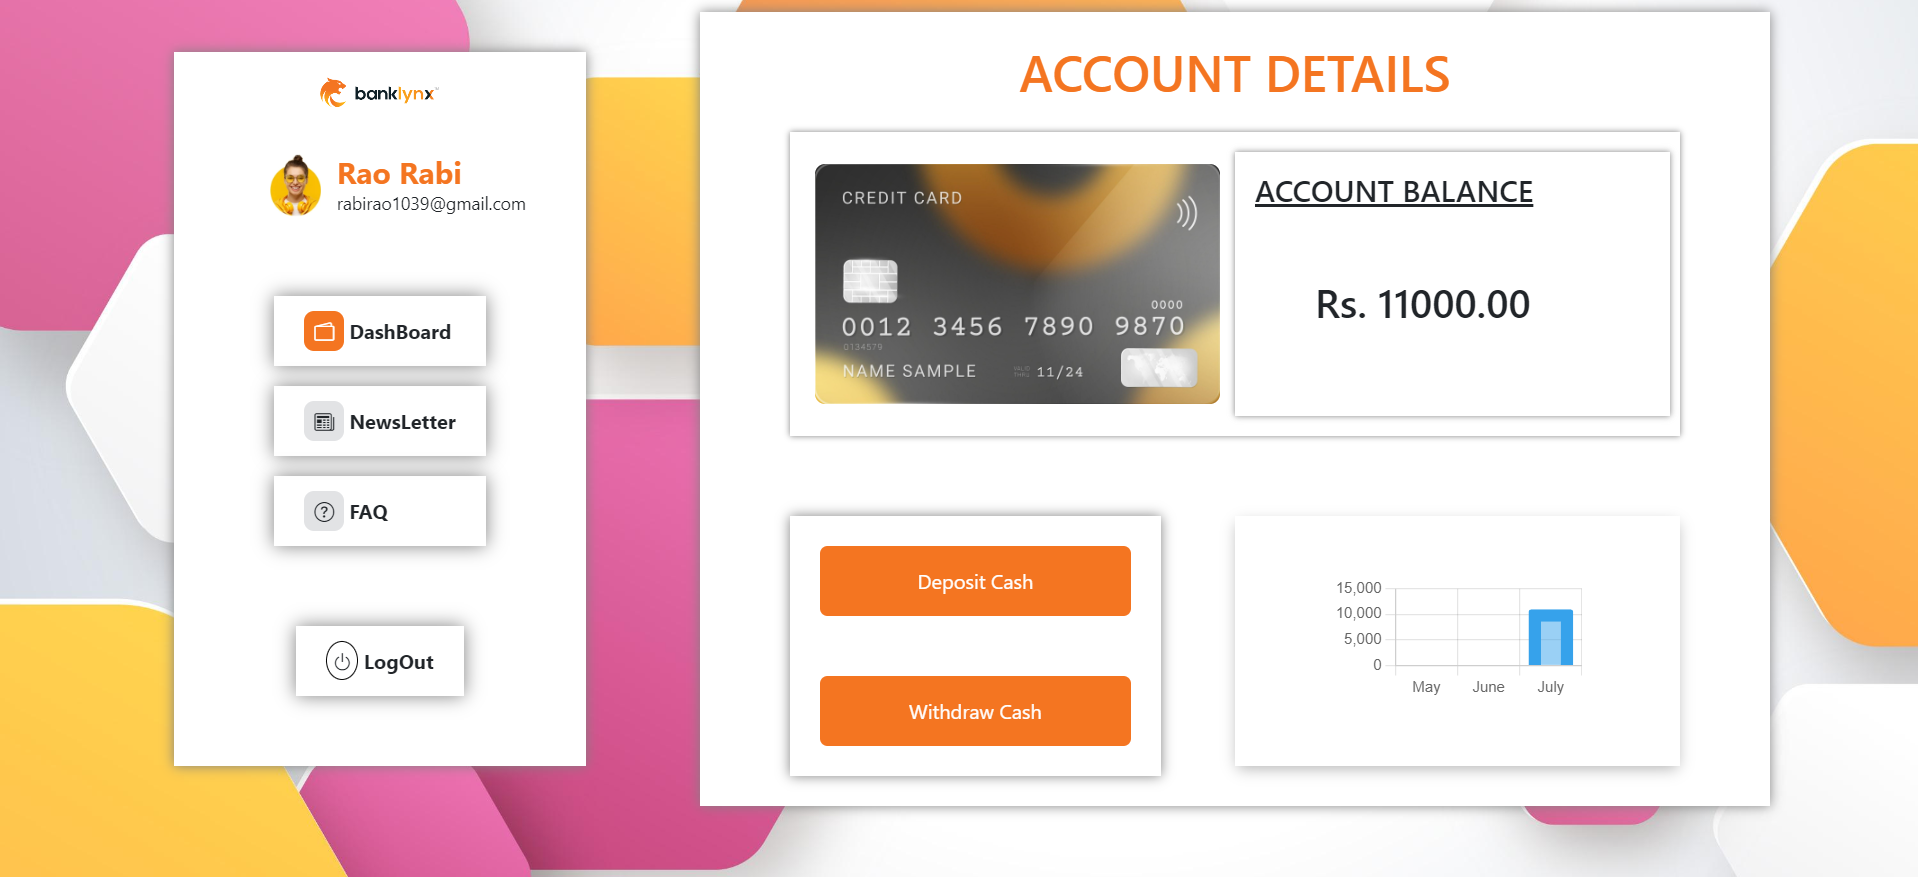 banklynx
Rao Rabi
rabirao1039@gmail.com
DashBoard
NewsLetter
FAQ
LogOut
ACCOUNT DETAILS
CREDIT CARD
0000
0012 3456 7890 9870
0134579
NAME SAMPLE
VALID
THRU
11/24
ACCOUNT BALANCE
Rs. 11000.00
Deposit Cash
Withdraw Cash
15,000
10,000
5,000
0
May June July